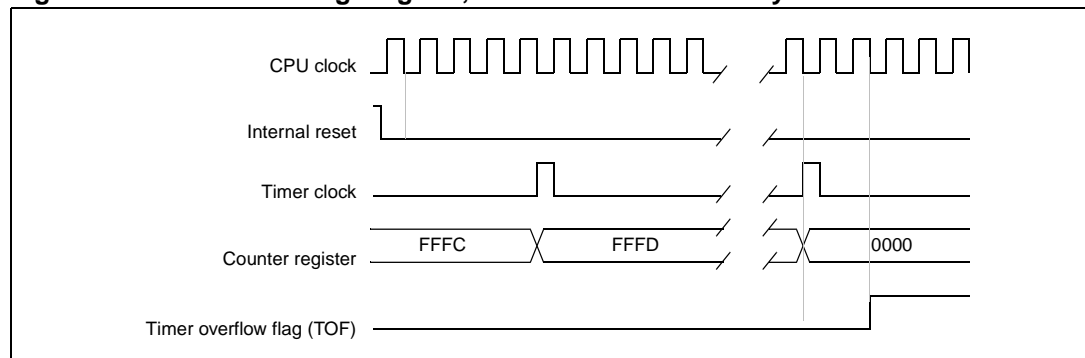 CPU clock
Internal reset
Timer clock
FFFC FFFD 0000
Counter register
Timer overflow flag (TOF)